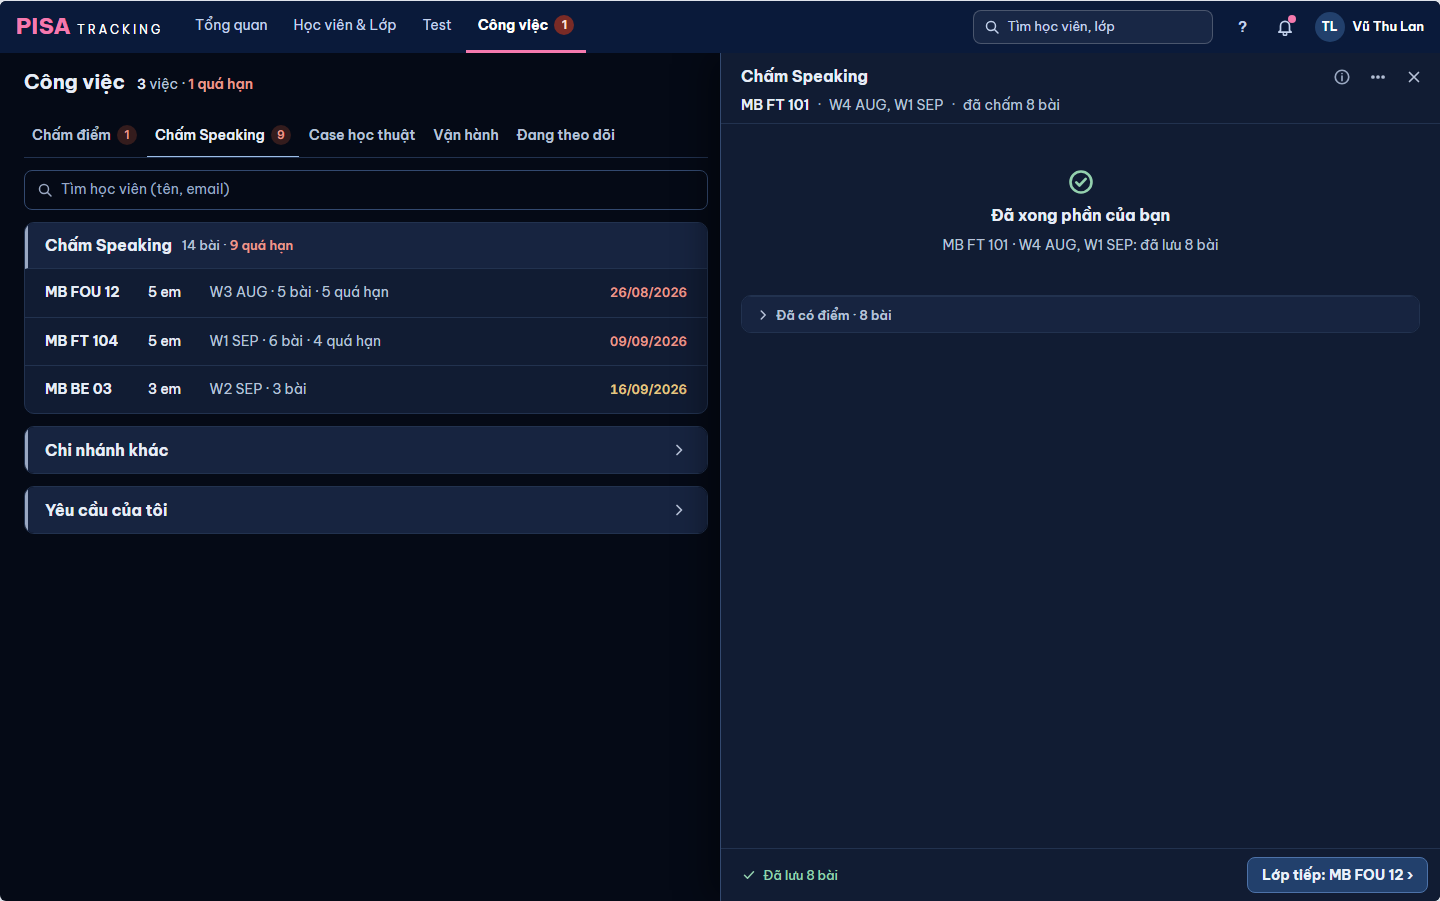 PISA TRACKING
Tổng quan
Học viên & Lớp
Test
Công việc 1
Tìm học viên, lớp
?
TL
Vũ Thu Lan
Công việc 3 việc · 1 quá hạn
Chấm điểm 1
Chấm Speaking 9
Case học thuật
Vận hành
Đang theo dõi
Tìm học viên (tên, email)
Chấm Speaking 14 bài · 9 quá hạn
MB FOU 12 5 em W3 AUG · 5 bài · 5 quá hạn 26/08/2026
MB FT 104 5 em W1 SEP · 6 bài · 4 quá hạn 09/09/2026
MB BE 03 3 em W2 SEP · 3 bài 16/09/2026
Chi nhánh khác
Yêu cầu của tôi
Chấm Speaking
MB FT 101 · W4 AUG, W1 SEP · đã chấm 8 bài
Đã xong phần của bạn
MB FT 101 · W4 AUG, W1 SEP: đã lưu 8 bài
Đã có điểm · 8 bài
Đã lưu 8 bài
Lớp tiếp: MB FOU 12 ›